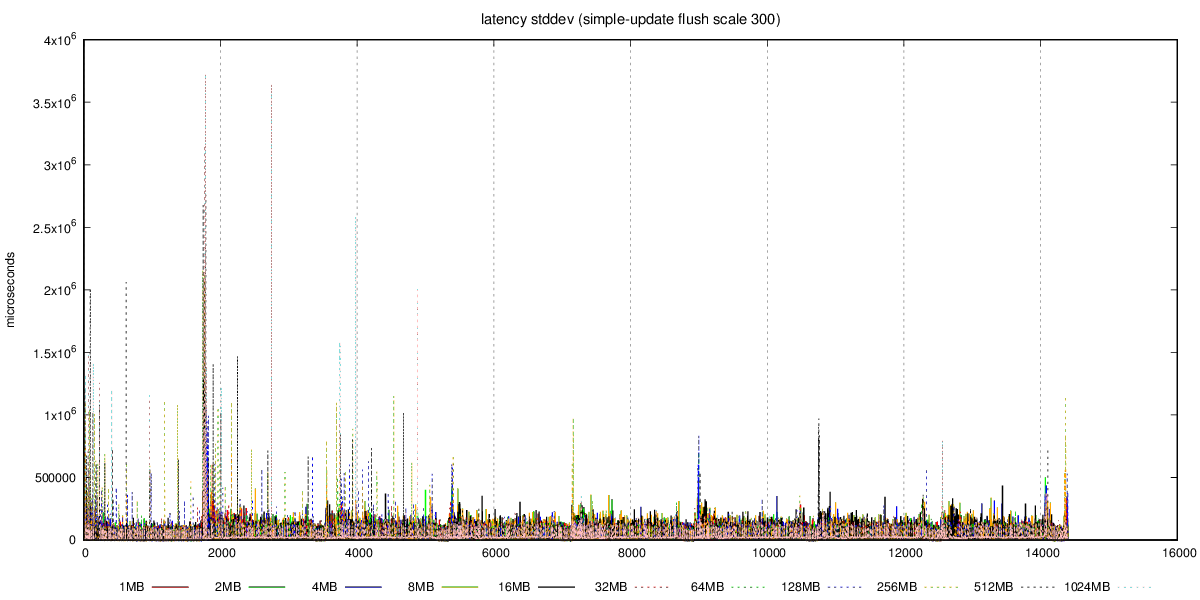 latency stddev (simple-update flush scale 300)
4x10^6
3.5x10^6
3x10^6
2.5x10^6
2x10^6
1.5x10^6
1x10^6
500000
0
microseconds
0 2000 4000 6000 8000 10000 12000 14000 16000
1MB 2MB 4MB 8MB 16MB 32MB 64MB 128MB 256MB 512MB 1024MB